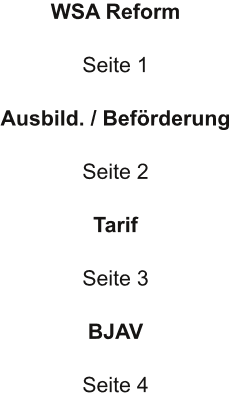 WSA Reform
Seite 1
Ausbild. / Beförderung
Seite 2
Tarif
Seite 3
BJAV
Seite 4